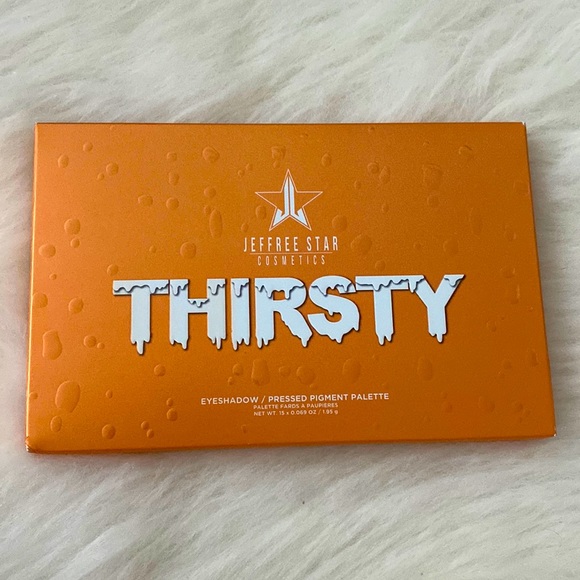 JEFFREE STAR
COSMETICS
THIRSTY
EYESHADOW / PRESSED PIGMENT PALETTE
PALETTE FARDS A PAUPIÈRES
NET WT. 15 x 0.069 OZ / 1.95 g